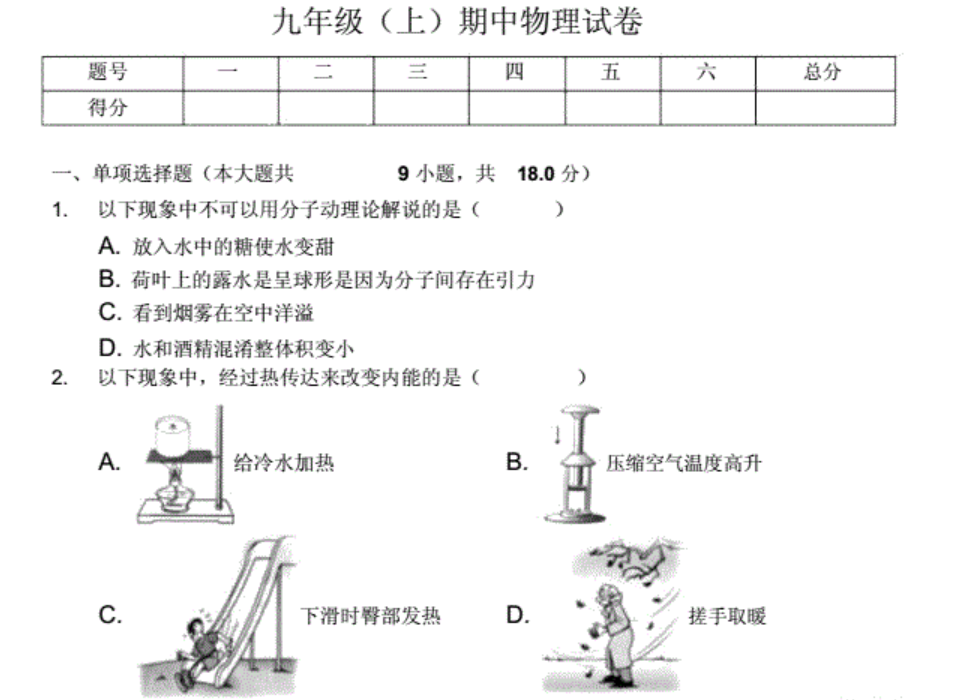 九年级（上）期中物理试卷
题号 一 二 三 四 五 六 总分
得分
一、单项选择题（本大题共 9 小题，共 18.0 分）
1. 以下现象中不可以用分子动理论解说的是（ ）
A. 放入水中的糖使水变甜
B. 荷叶上的露水是呈球形是因为分子间存在引力
C. 看到烟雾在空中洋溢
D. 水和酒精混淆整体积变小
2. 以下现象中，经过热传达来改变内能的是（ ）
A. 给冷水加热 B. 压缩空气温度高升
C. 下滑时臀部发热 D. 搓手取暖